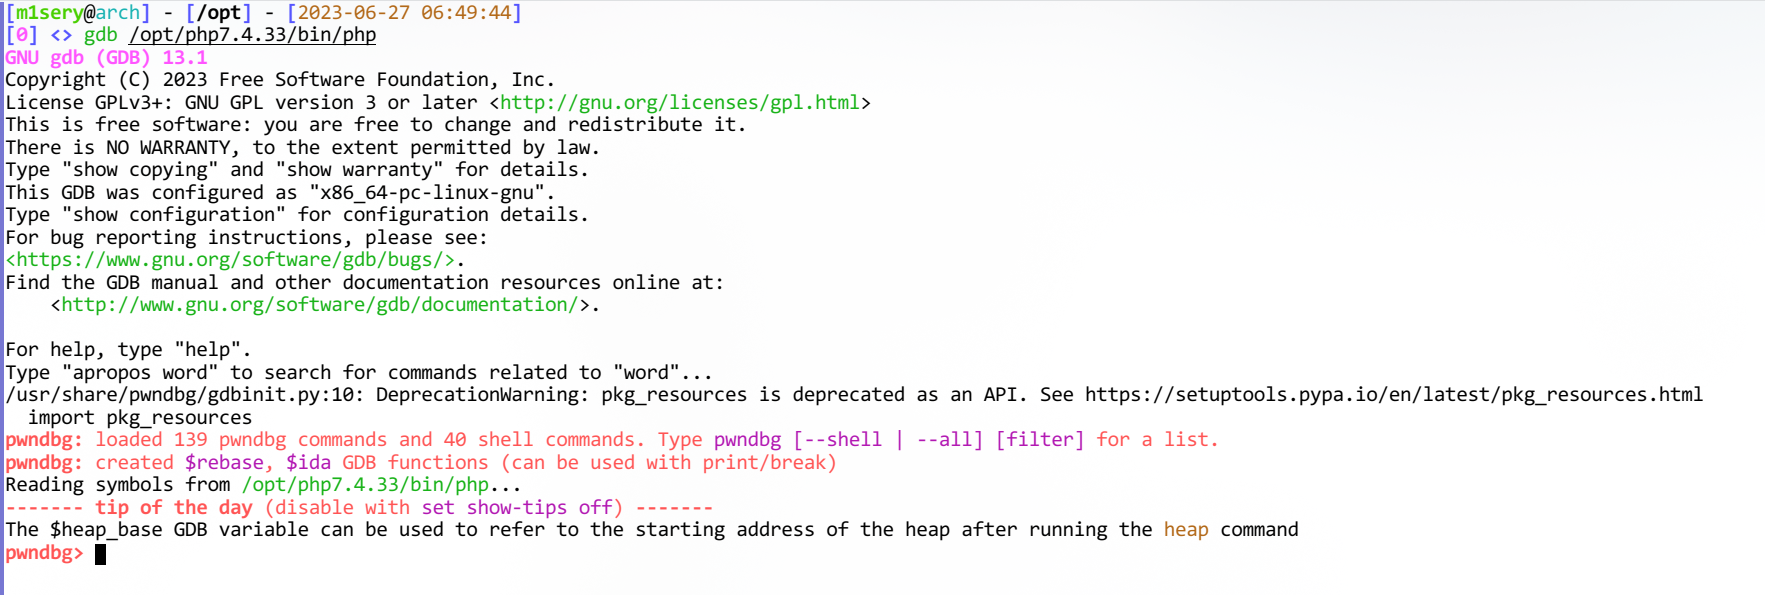 [m1sery@arch] - [/opt] - [2023-06-27 06:49:44]
[0] <> gdb /opt/php7.4.33/bin/php
GNU gdb (GDB) 13.1
Copyright (C) 2023 Free Software Foundation, Inc.
License GPLv3+: GNU GPL version 3 or later <http://gnu.org/licenses/gpl.html>
This is free software: you are free to change and redistribute it.
There is NO WARRANTY, to the extent permitted by law.
Type "show copying" and "show warranty" for details.
This GDB was configured as "x86_64-pc-linux-gnu".
Type "show configuration" for configuration details.
For bug reporting instructions, please see:
<https://www.gnu.org/software/gdb/bugs/>.
Find the GDB manual and other documentation resources online at:
    <http://www.gnu.org/software/gdb/documentation/>.

For help, type "help".
Type "apropos word" to search for commands related to "word"...
/usr/share/pwndbg/gdbinit.py:10: DeprecationWarning: pkg_resources is deprecated as an API. See https://setuptools.pypa.io/en/latest/pkg_resources.html
  import pkg_resources
pwndbg: loaded 139 pwndbg commands and 40 shell commands. Type pwndbg [--shell | --all] [filter] for a list.
pwndbg: created $rebase, $ida GDB functions (can be used with print/break)
Reading symbols from /opt/php7.4.33/bin/php...
------- tip of the day (disable with set show-tips off) -------
The $heap_base GDB variable can be used to refer to the starting address of the heap after running the heap command
pwndbg>